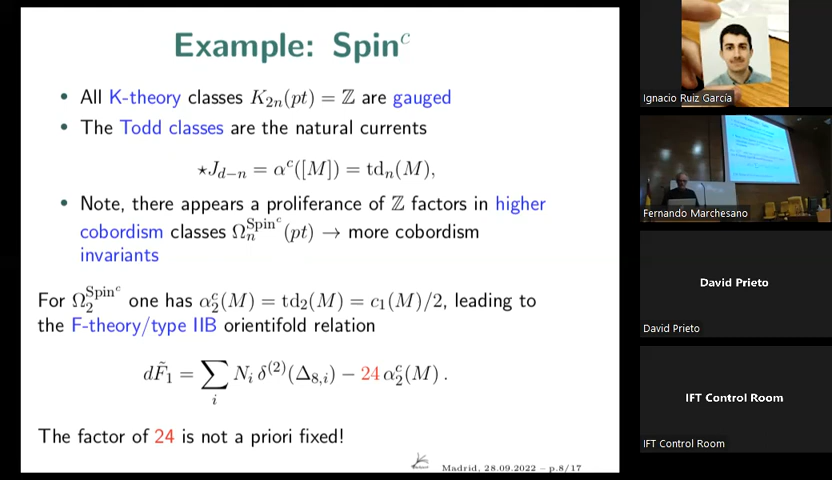 Example: Spin^c
• All K-theory classes K_{2n}(pt) = ℤ are gauged
• The Todd classes are the natural currents
⋆J_{d−n} = α^c([M]) = td_n(M),
• Note, there appears a proliferance of ℤ factors in higher
cobordism classes Ω_n^{Spin^c}(pt) → more cobordism
invariants
For Ω_2^{Spin^c} one has α_2^c(M) = td_2(M) = c_1(M)/2, leading to
the F-theory/type IIB orientifold relation
dF̃_1 = ∑_i N_i δ^{(2)}(Δ_{8,i}) − 24 α_2^c(M) .
The factor of 24 is not a priori fixed!
Madrid, 28.09.2022 – p.8/17
Ignacio Ruiz García
Fernando Marchesano
David Prieto
David Prieto
IFT Control Room
IFT Control Room